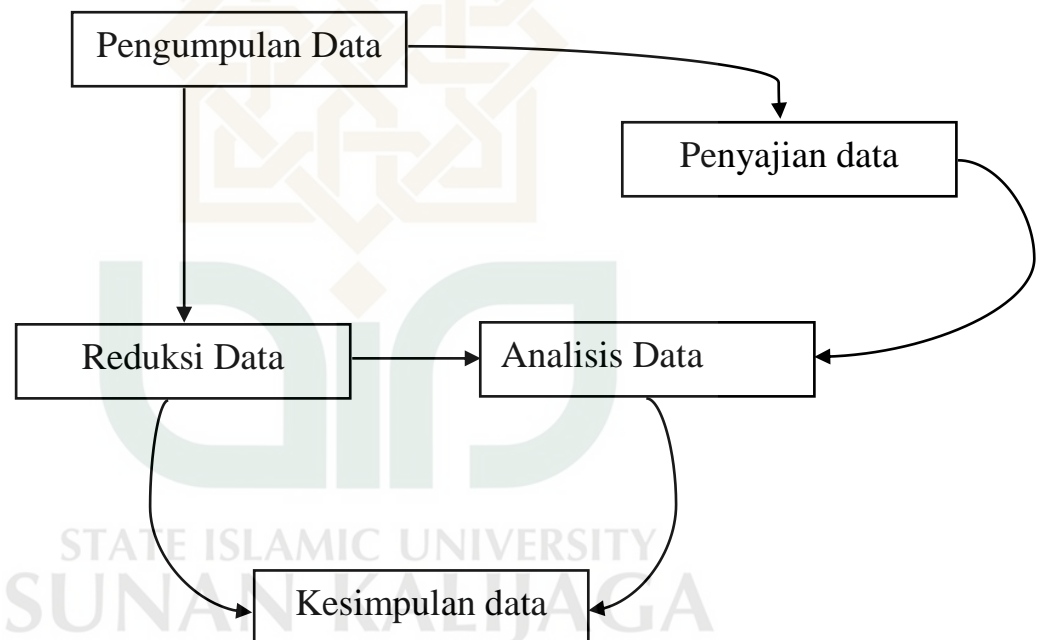 Pengumpulan Data
Penyajian data
Reduksi Data
Analisis Data
Kesimpulan data
STATE ISLAMIC UNIVERSITY
SUNAN KALIJAGA